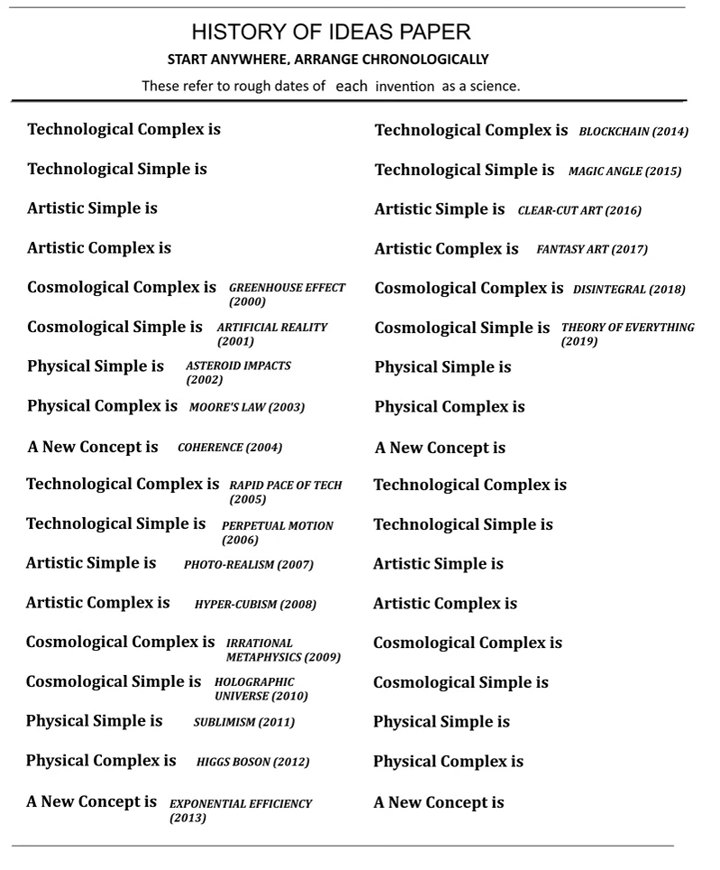 HISTORY OF IDEAS PAPER
START ANYWHERE, ARRANGE CHRONOLOGICALLY
These refer to rough dates of each invention as a science.
Technological Complex is
Technological Simple is
Artistic Simple is
Artistic Complex is
Cosmological Complex is GREENHOUSE EFFECT
(2000)
Cosmological Simple is ARTIFICIAL REALITY
(2001)
Physical Simple is ASTEROID IMPACTS
(2002)
Physical Complex is MOORE'S LAW (2003)
A New Concept is COHERENCE (2004)
Technological Complex is RAPID PACE OF TECH
(2005)
Technological Simple is PERPETUAL MOTION
(2006)
Artistic Simple is PHOTO-REALISM (2007)
Artistic Complex is HYPER-CUBISM (2008)
Cosmological Complex is IRRATIONAL
METAPHYSICS (2009)
Cosmological Simple is HOLOGRAPHIC
UNIVERSE (2010)
Physical Simple is SUBLIMISM (2011)
Physical Complex is HIGGS BOSON (2012)
A New Concept is EXPONENTIAL EFFICIENCY
(2013)
Technological Complex is BLOCKCHAIN (2014)
Technological Simple is MAGIC ANGLE (2015)
Artistic Simple is CLEAR-CUT ART (2016)
Artistic Complex is FANTASY ART (2017)
Cosmological Complex is DISINTEGRAL (2018)
Cosmological Simple is THEORY OF EVERYTHING
(2019)
Physical Simple is
Physical Complex is
A New Concept is
Technological Complex is
Technological Simple is
Artistic Simple is
Artistic Complex is
Cosmological Complex is
Cosmological Simple is
Physical Simple is
Physical Complex is
A New Concept is